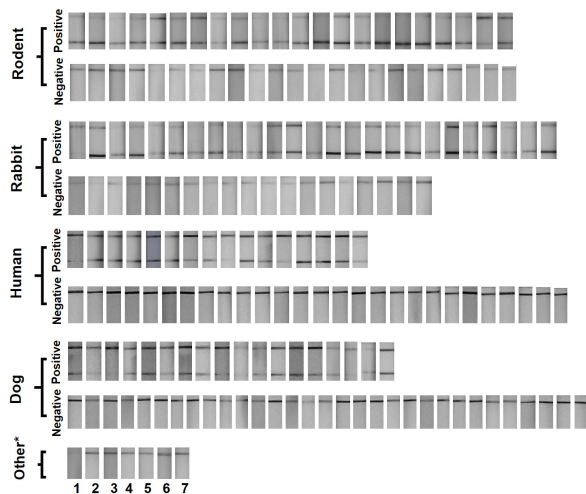 Rodent
Positive
Negative
Rabbit
Positive
Negative
Human
Positive
Negative
Dog
Positive
Negative
Other*
1 2 3 4 5 6 7